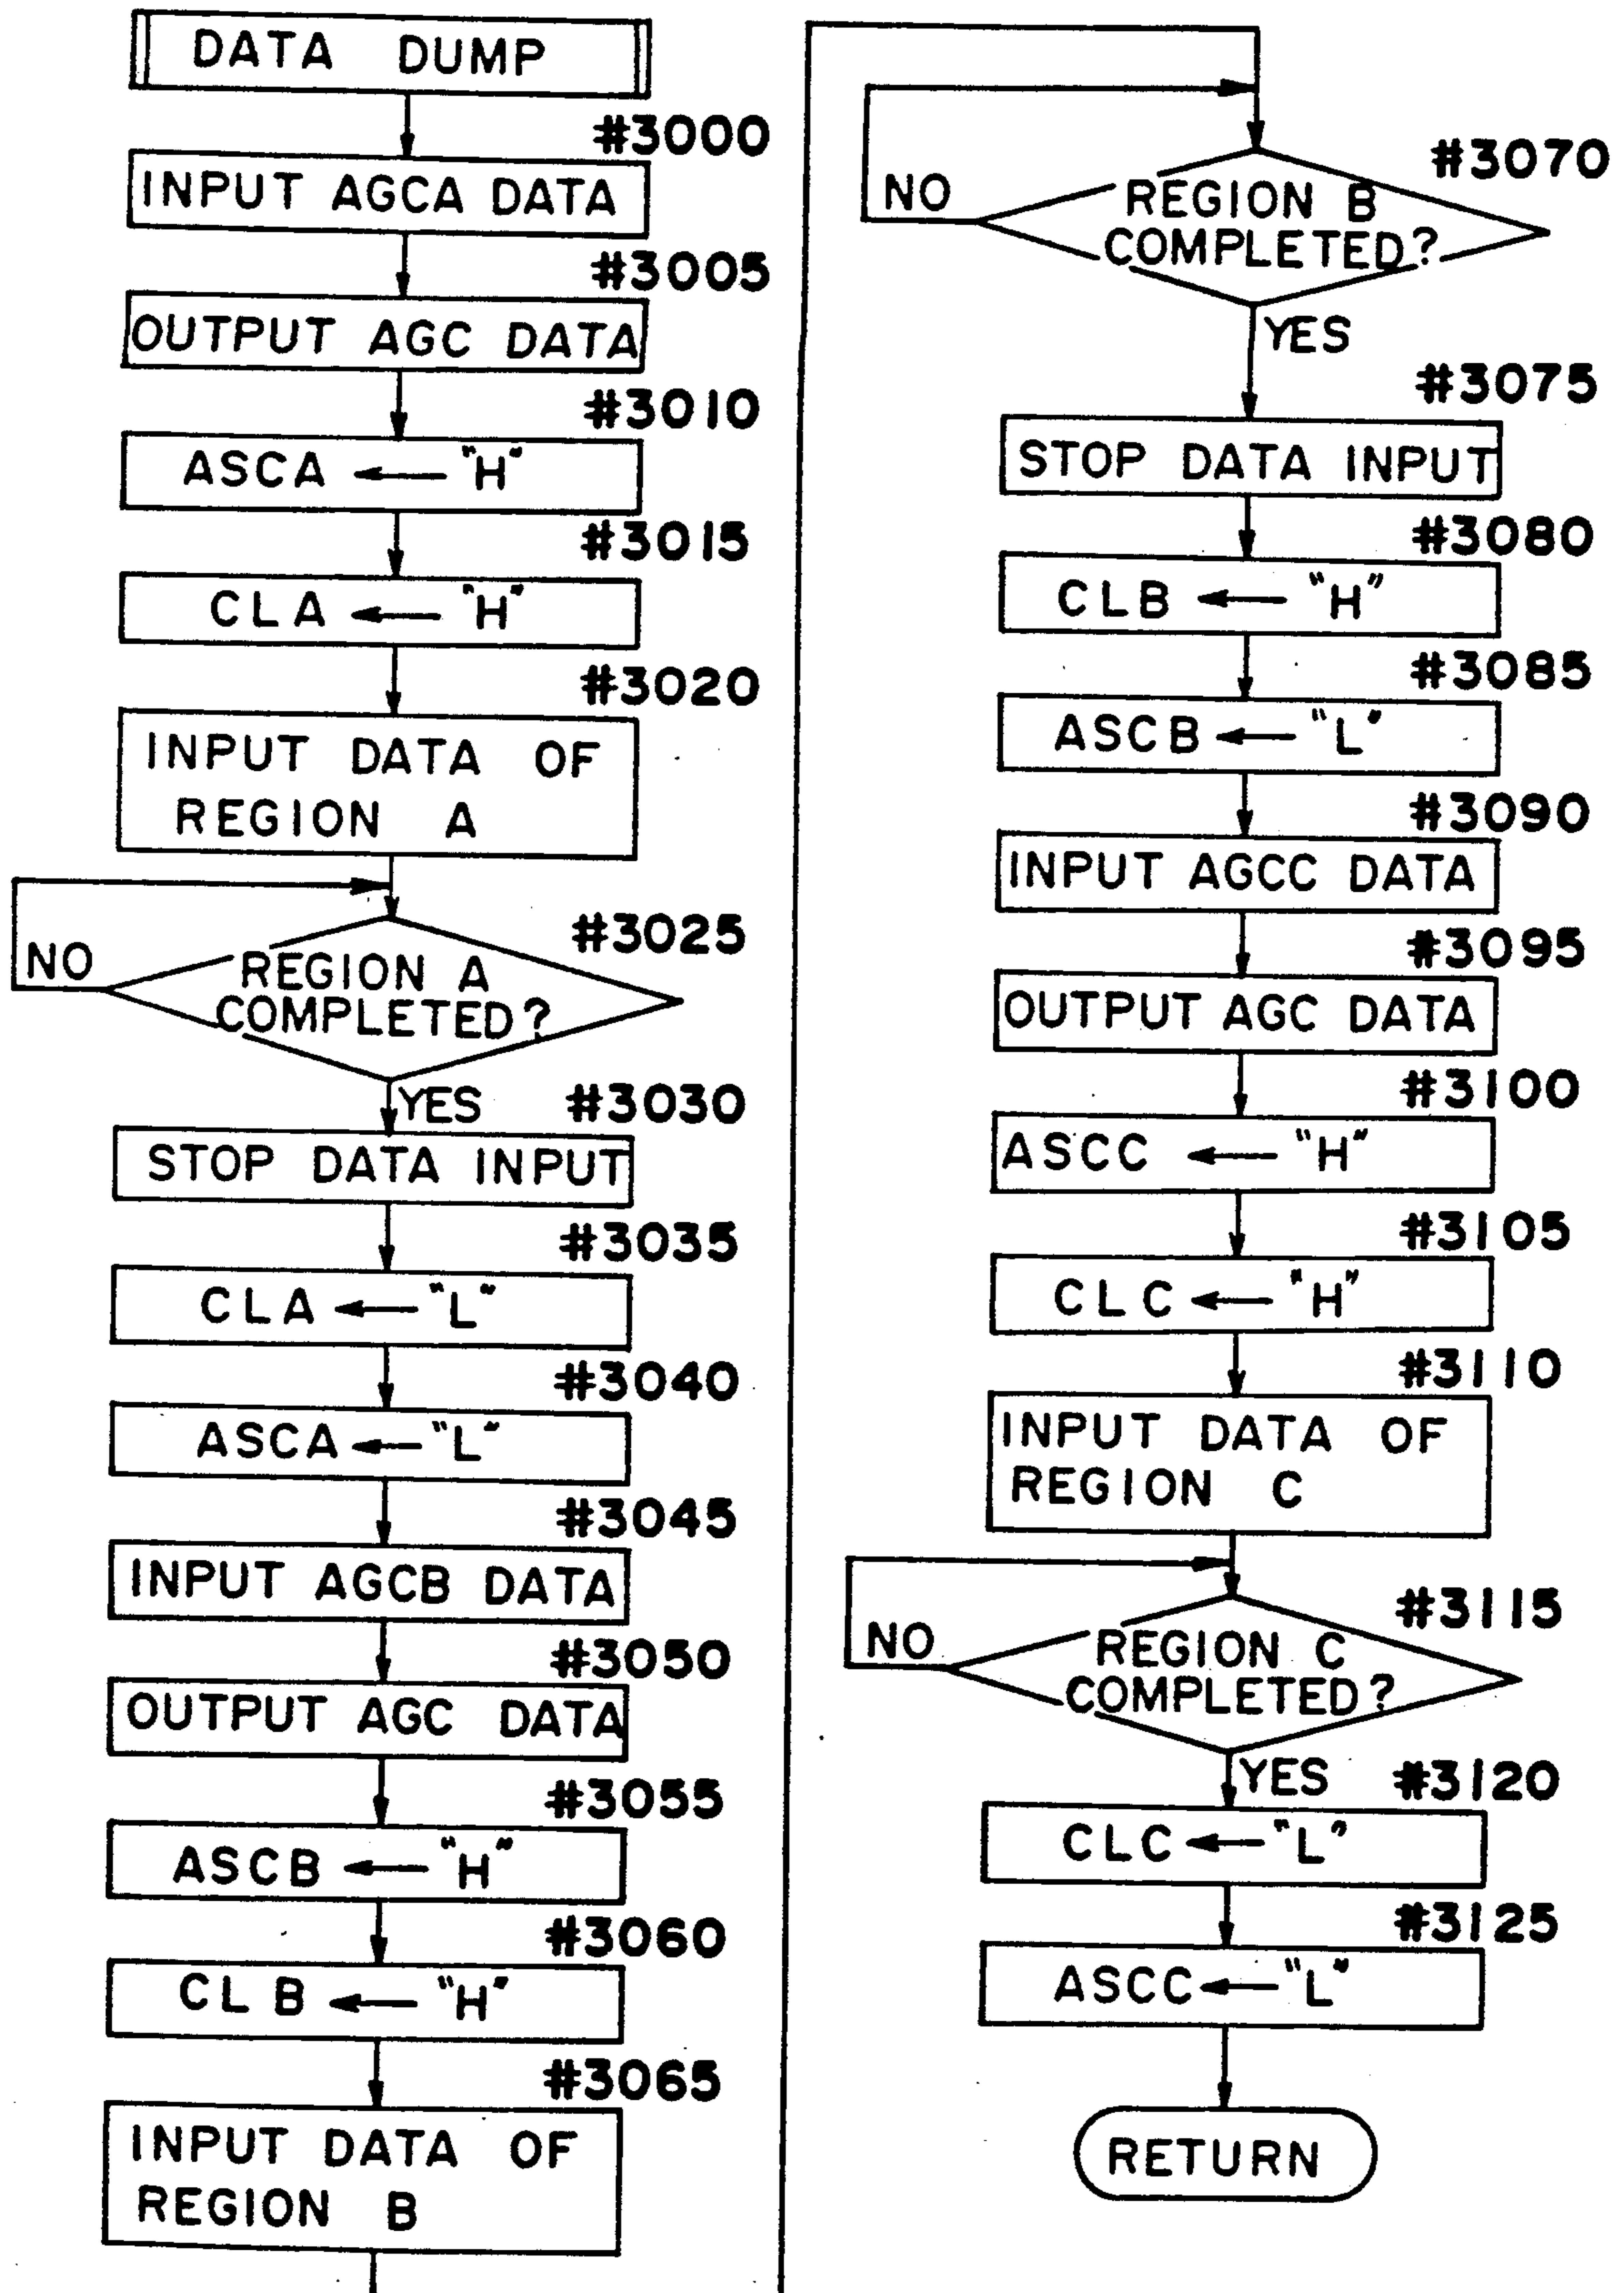 DATA DUMP
#3000
INPUT AGCA DATA
#3005
OUTPUT AGC DATA
#3010
ASCA ← "H"
#3015
CLA ← "H"
#3020
INPUT DATA OF
REGION A
#3025
NO
REGION A
COMPLETED?
YES
#3030
STOP DATA INPUT
#3035
CLA ← "L"
#3040
ASCA ← "L"
#3045
INPUT AGCB DATA
#3050
OUTPUT AGC DATA
#3055
ASCB ← "H"
#3060
CLB ← "H"
#3065
INPUT DATA OF
REGION B
#3070
NO
REGION B
COMPLETED?
YES
#3075
STOP DATA INPUT
#3080
CLB ← "H"
#3085
ASCB ← "L"
#3090
INPUT AGCC DATA
#3095
OUTPUT AGC DATA
#3100
ASCC ← "H"
#3105
CLC ← "H"
#3110
INPUT DATA OF
REGION C
#3115
NO
REGION C
COMPLETED?
YES
#3120
CLC ← "L"
#3125
ASCC ← "L"
RETURN